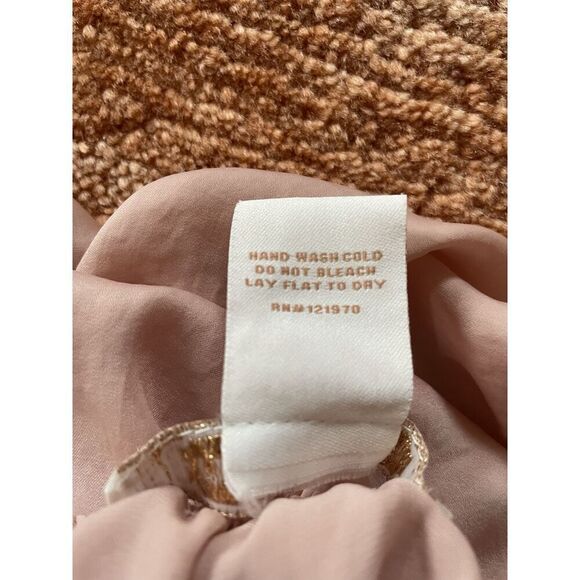 HAND WASH COLD
DO NOT BLEACH
LAY FLAT TO DRY
RN#121970